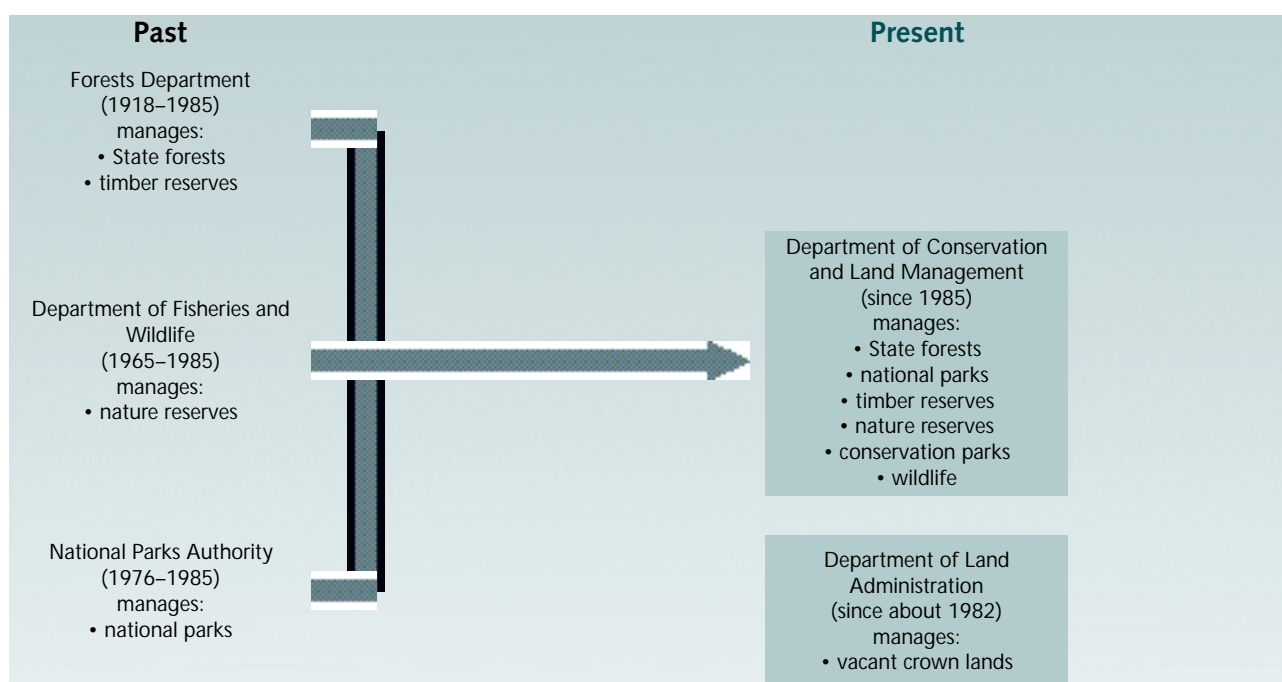 Past
Forests Department
(1918–1985)
manages:
• State forests
• timber reserves
Department of Fisheries and
Wildlife
(1965–1985)
manages:
• nature reserves
National Parks Authority
(1976–1985)
manages:
• national parks
Present
Department of Conservation
and Land Management
(since 1985)
manages:
• State forests
• national parks
• timber reserves
• nature reserves
• conservation parks
• wildlife
Department of Land
Administration
(since about 1982)
manages:
• vacant crown lands